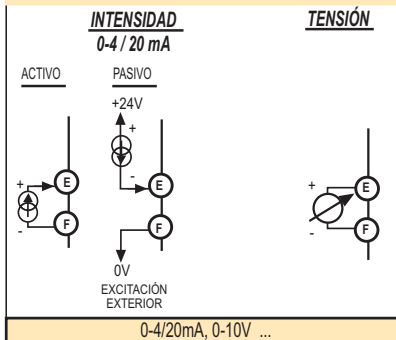 INTENSIDAD
0-4 / 20 mA
TENSIÓN
ACTIVO
PASIVO
+24V
+
-
E
F
+
-
E
F
0V
EXCITACIÓN
EXTERIOR
+
-
E
F
0-4/20mA, 0-10V ...